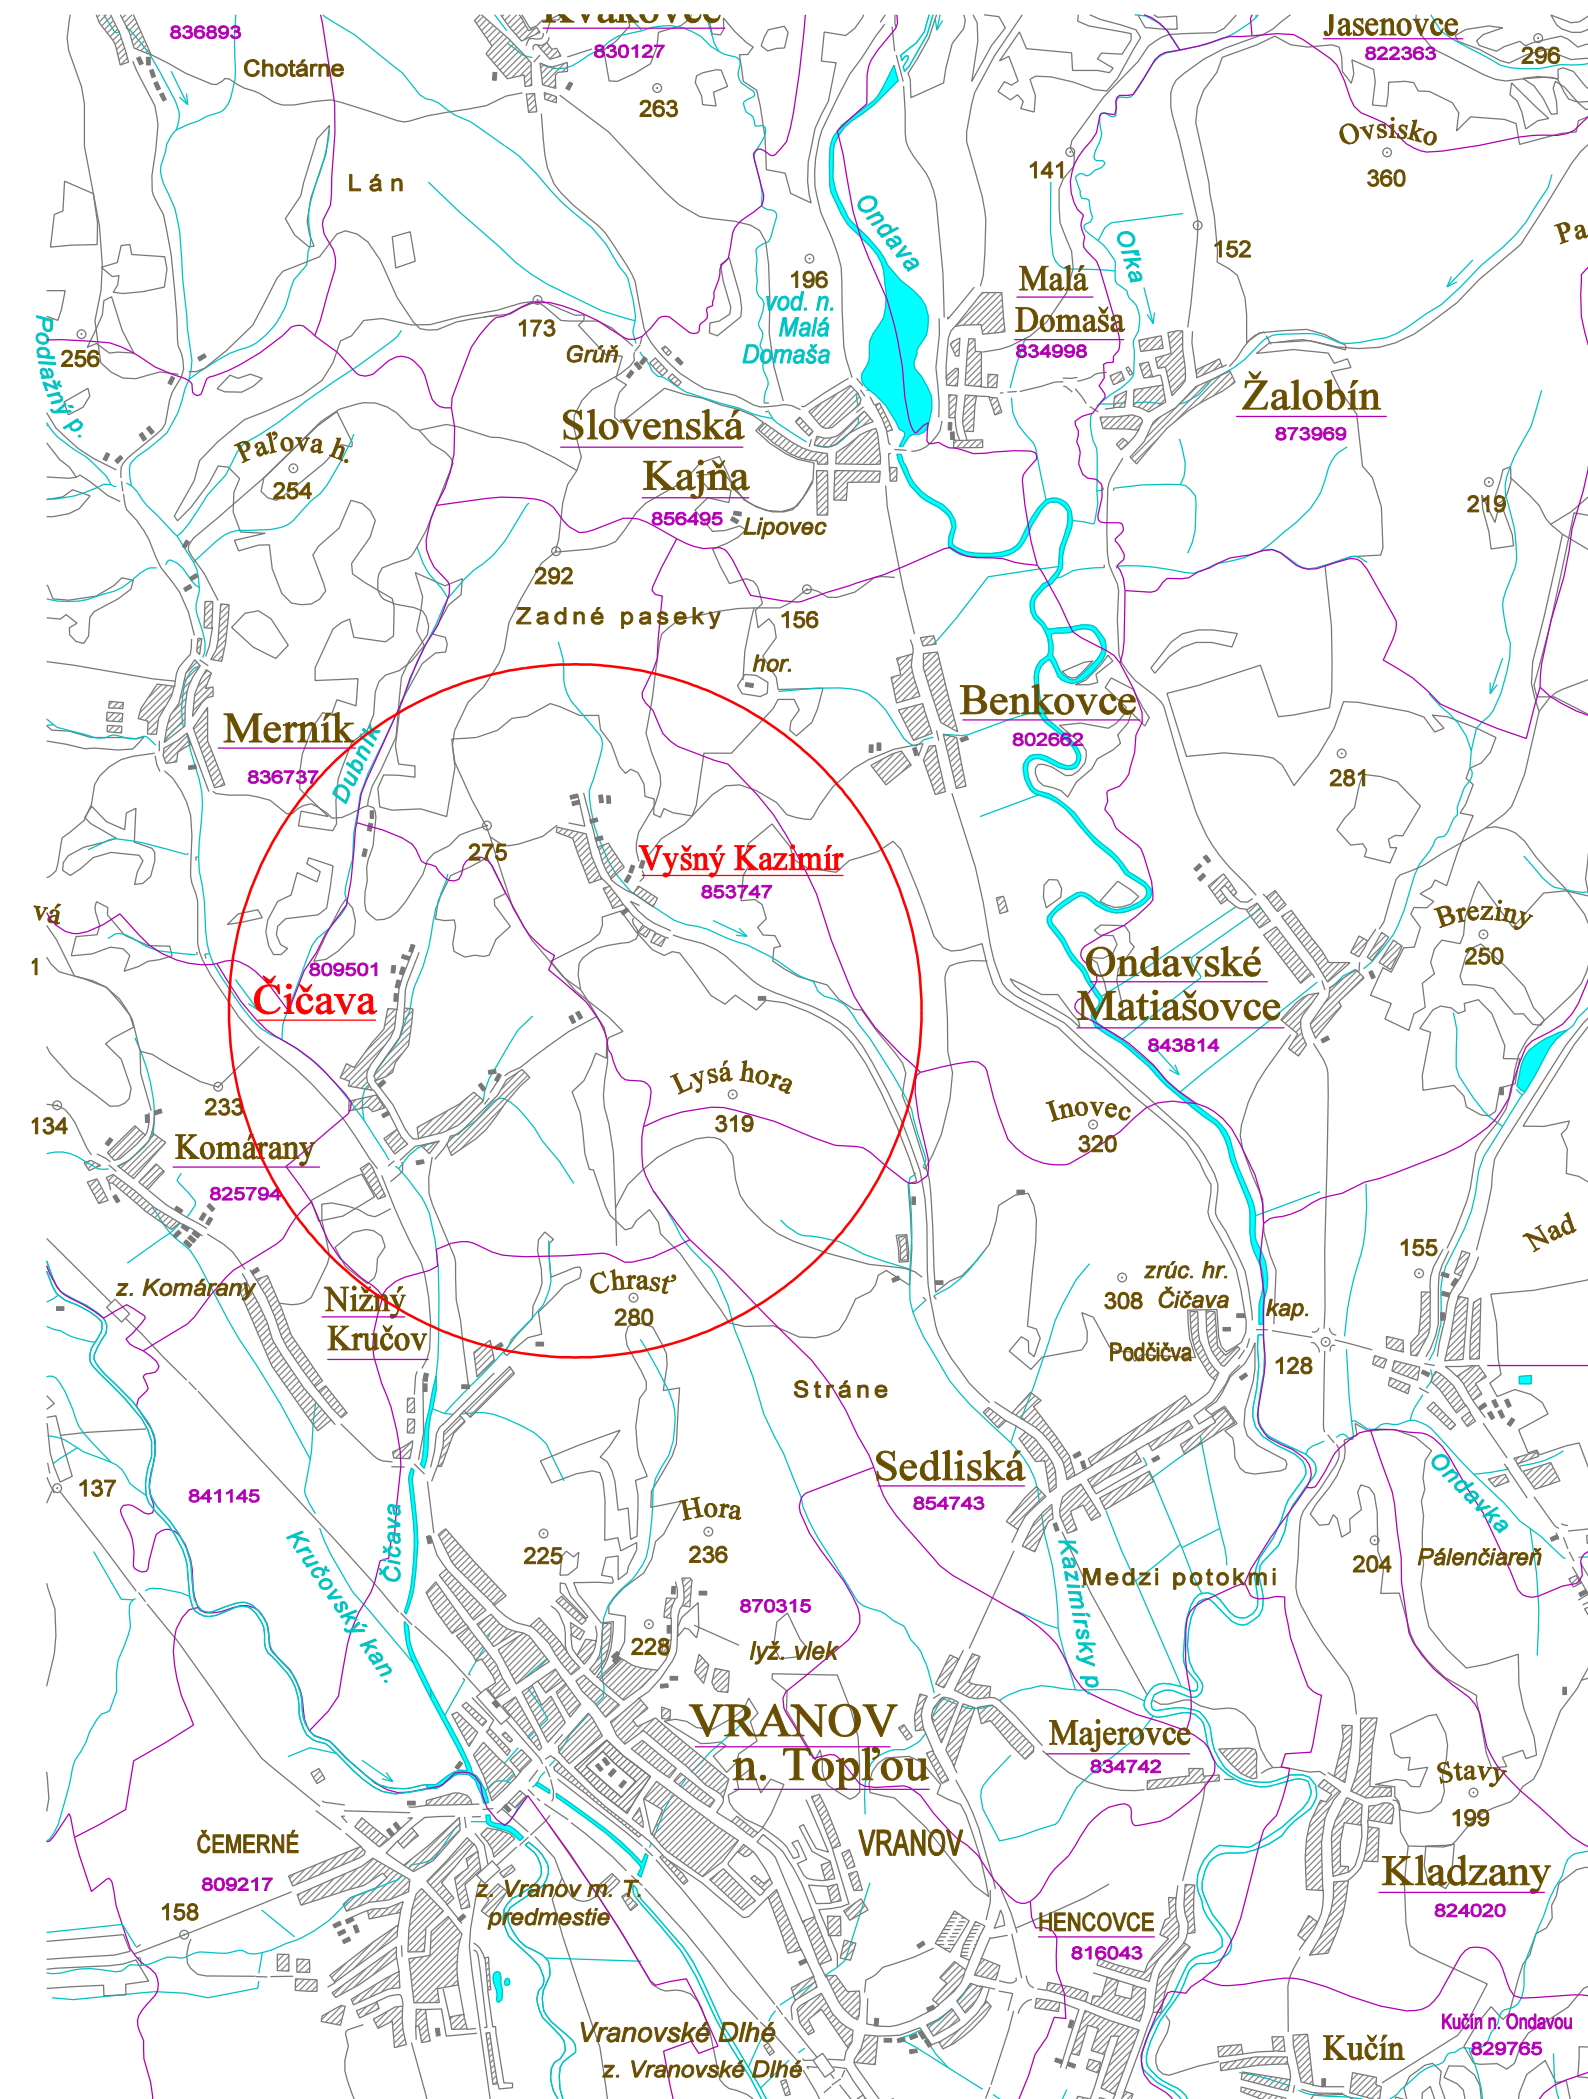 Kvakovce
Jasenovce
836893
830127
822363
296
Chotárne
263
Ovsisko
141
360
Lán
Ondava
152
Oľka
Pa
196
vod. n.
Malá
Domaša
Malá
Domaša
834998
173
Grúň
256
Podlažný p.
Slovenská
Kajňa
856495
Žalobín
873969
Paľova h.
254
Lipovec
219
292
Zadné paseky
156
hor.
Merník
836737
Dubník
Benkovce
802662
281
275
Vyšný Kazimír
853747
vá
1
Breziny
250
809501
Čičava
Ondavské
Matiašovce
843814
Lysá hora
319
Inovec
320
233
134
Komárany
825794
Nad
155
z. Komárany
Nižný
Kručov
Chrasť
280
zrúc. hr.
Čičava
308
kap.
Podčičva
128
Stráne
137
841145
Sedliská
854743
Ondavka
Hora
236
225
Čičava
Kručovský kan.
204
Pálenčiareň
Medzi potokmi
Kazimírsky p
870315
228
lyž. vlek
VRANOV
n. Topľou
Majerovce
834742
Stavy
199
ČEMERNÉ
809217
VRANOV
Kladzany
824020
z. Vranov m. T.
predmestie
158
HENCOVCE
816043
Vranovské Dlhé
z. Vranovské Dlhé
Kučín n. Ondavou
829765
Kučín